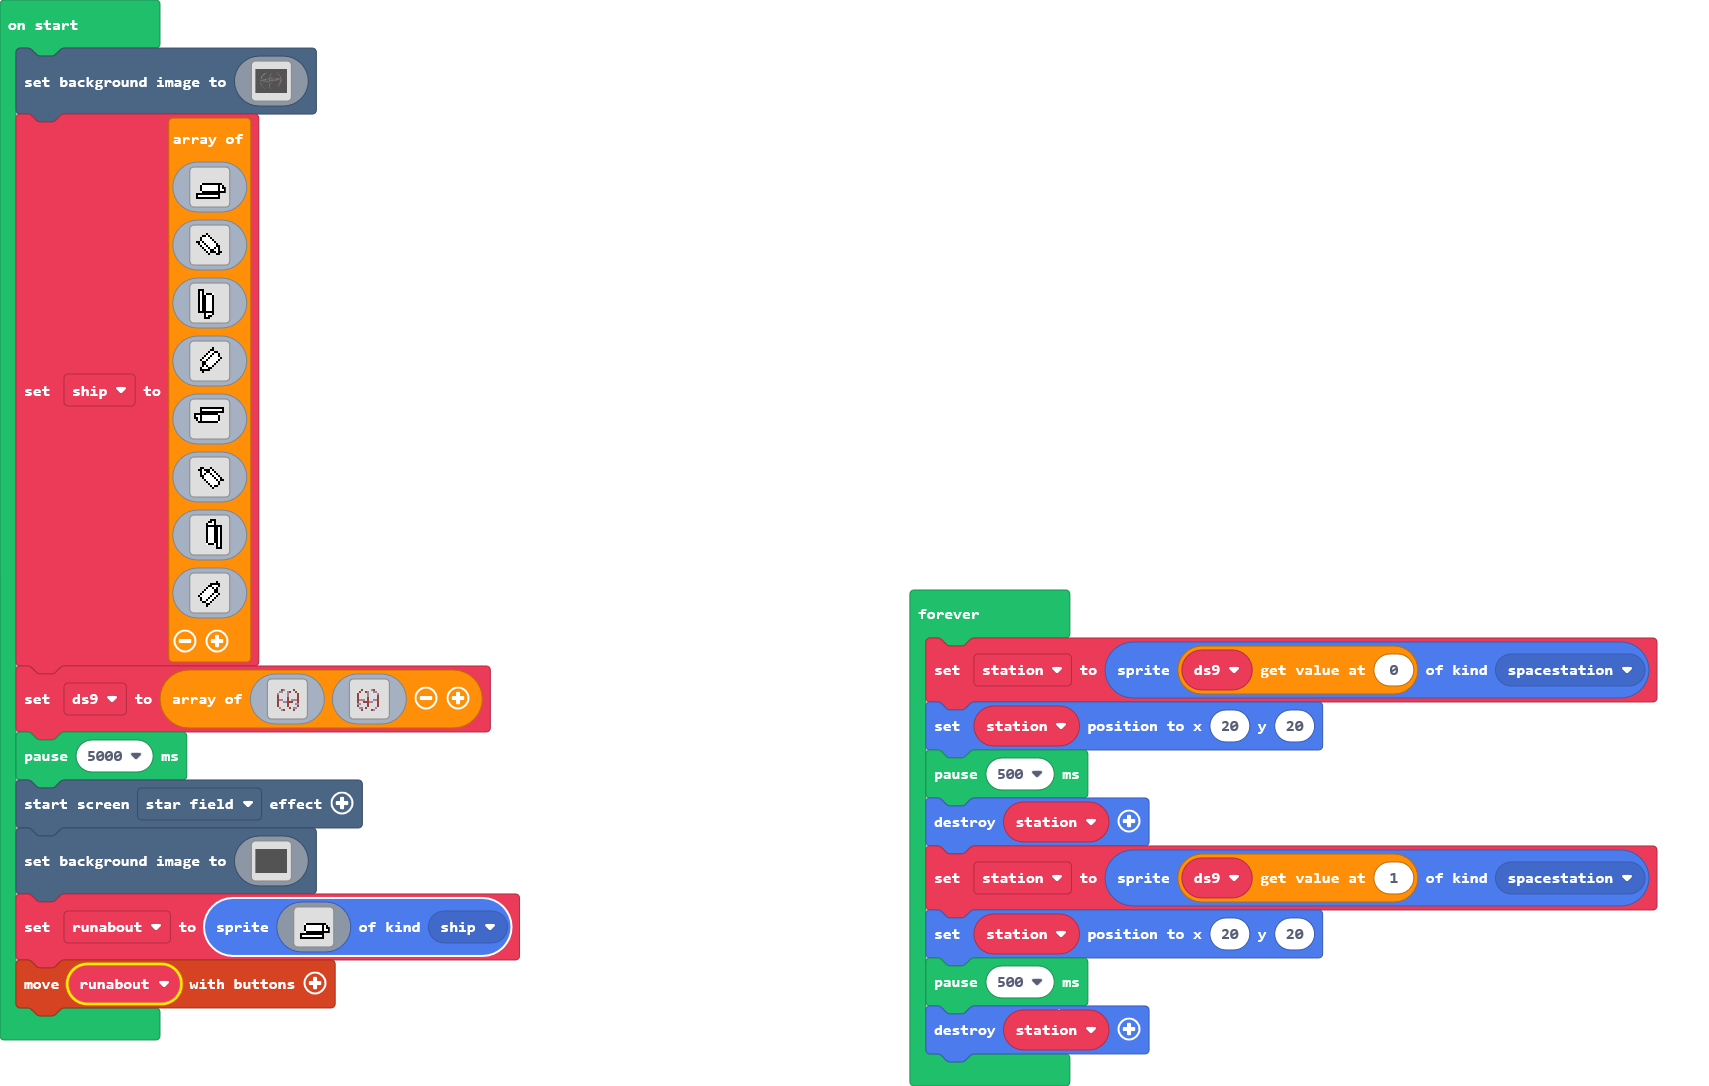 on start
set background image to
array of
set ship to
set ds9 to array of
pause 5000 ms
start screen star field effect
set background image to
set runabout to sprite of kind ship
move runabout with buttons
forever
set station to sprite ds9 get value at 0 of kind spacestation
set station position to x 20 y 20
pause 500 ms
destroy station
set station to sprite ds9 get value at 1 of kind spacestation
set station position to x 20 y 20
pause 500 ms
destroy station